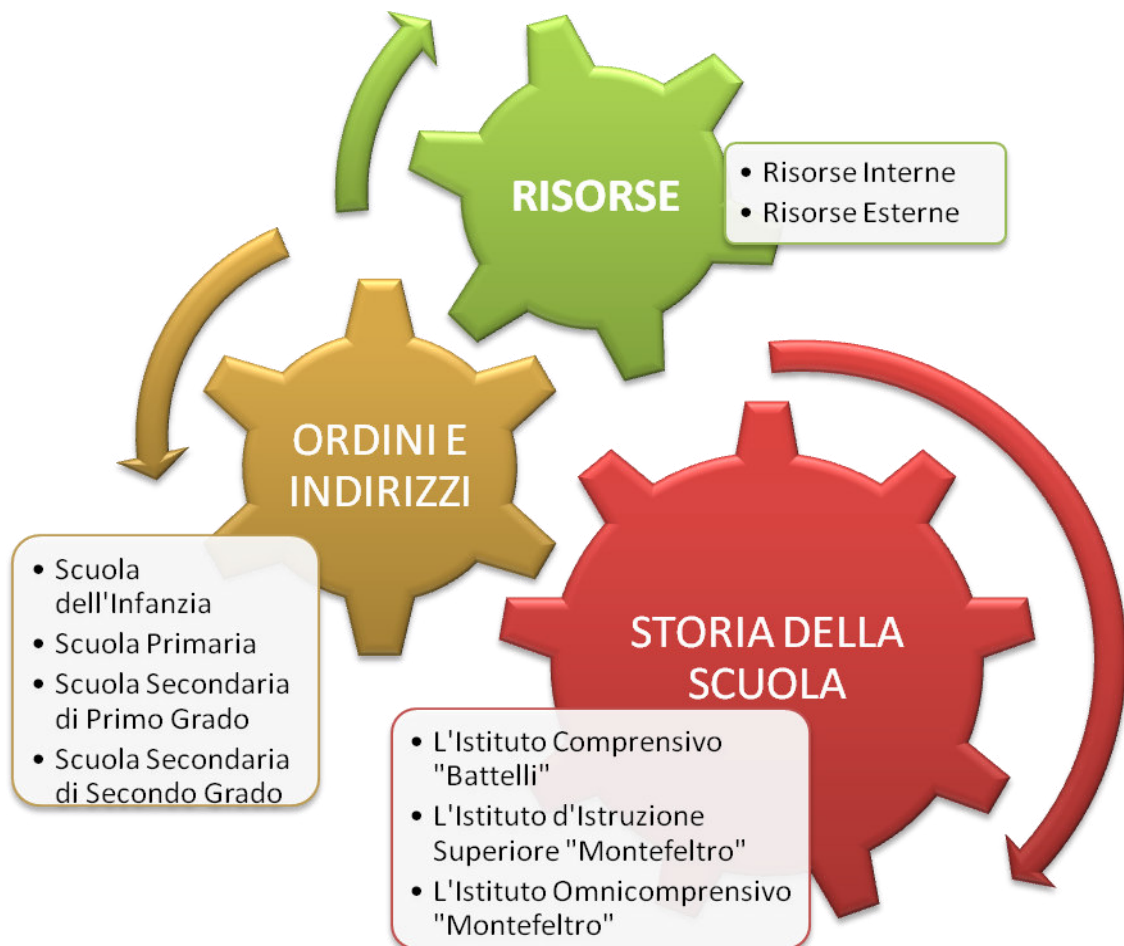 RISORSE
• Risorse Interne
• Risorse Esterne
ORDINI E
INDIRIZZI
• Scuola
dell'Infanzia
• Scuola Primaria
• Scuola Secondaria
di Primo Grado
• Scuola Secondaria
di Secondo Grado
STORIA DELLA
SCUOLA
• L'Istituto Comprensivo
"Battelli"
• L'Istituto d'Istruzione
Superiore "Montefeltro"
• L'Istituto Omnicomprensivo
"Montefeltro"